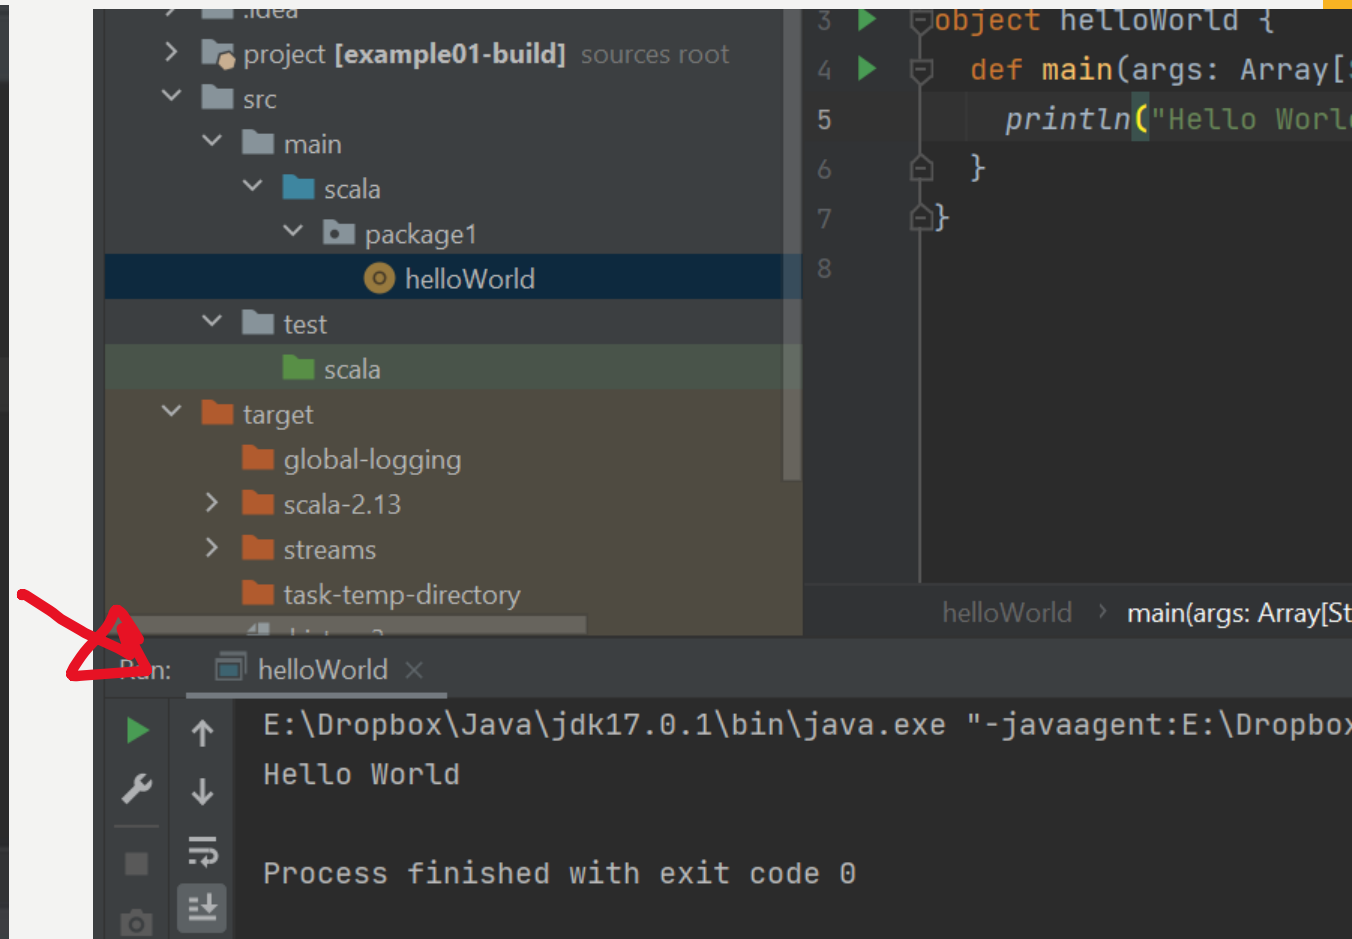 .idea
project [example01-build] sources root
src
main
scala
package1
helloWorld
test
scala
target
global-logging
scala-2.13
streams
task-temp-directory
3 object helloWorld {
4 def main(args: Array[S
5 println("Hello World
6 }
7 }
8
helloWorld > main(args: Array[St
Run: helloWorld ×
E:\Dropbox\Java\jdk17.0.1\bin\java.exe "-javaagent:E:\Dropbox
Hello World
Process finished with exit code 0